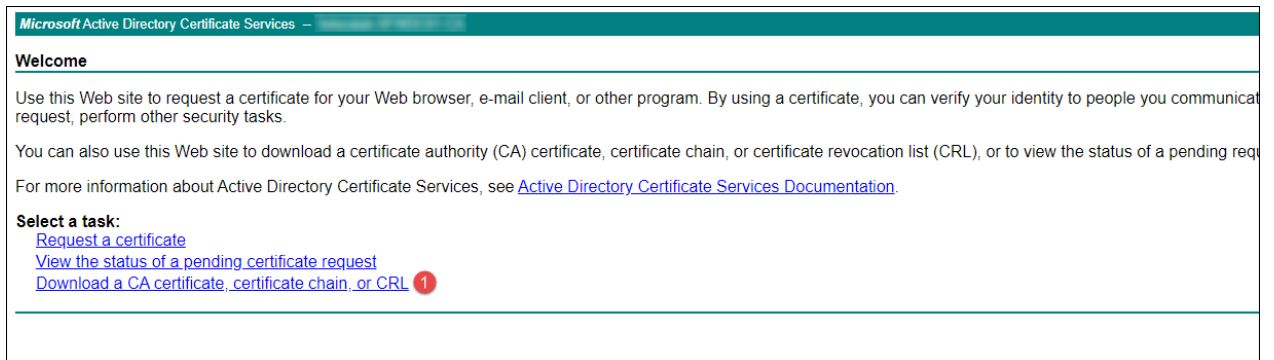 Microsoft Active Directory Certificate Services –
Welcome
Use this Web site to request a certificate for your Web browser, e-mail client, or other program. By using a certificate, you can verify your identity to people you communicat
request, perform other security tasks.
You can also use this Web site to download a certificate authority (CA) certificate, certificate chain, or certificate revocation list (CRL), or to view the status of a pending requ
For more information about Active Directory Certificate Services, see Active Directory Certificate Services Documentation.
Select a task:
Request a certificate
View the status of a pending certificate request
Download a CA certificate, certificate chain, or CRL 1